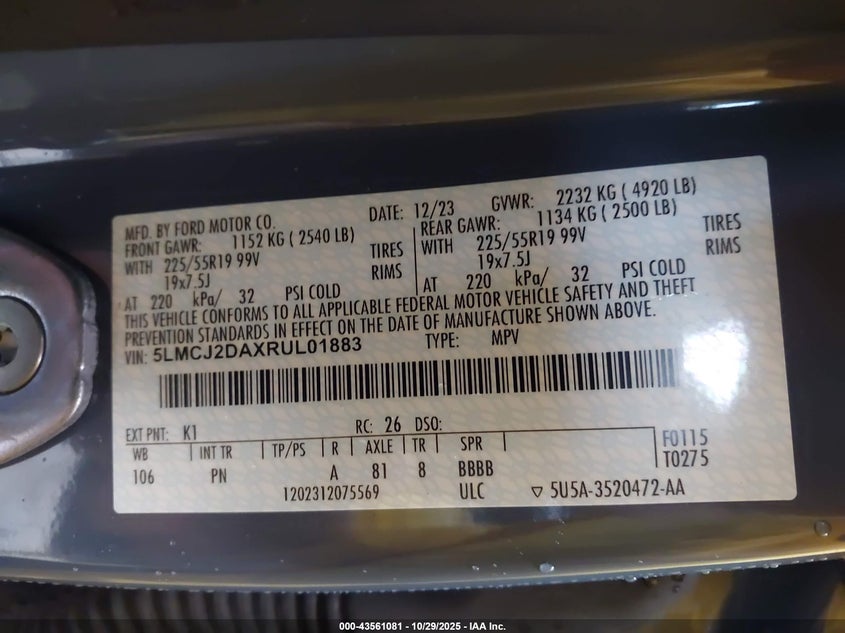 MFD. BY FORD MOTOR CO. DATE: 12/23 GVWR: 2232 KG ( 4920 LB)
FRONT GAWR: 1152 KG ( 2540 LB) REAR GAWR: 1134 KG ( 2500 LB)
WITH 225/55R19 99V TIRES WITH 225/55R19 99V TIRES
19x7.5J RIMS 19x7.5J RIMS
AT 220 kPa/ 32 PSI COLD AT 220 kPa/ 32 PSI COLD
THIS VEHICLE CONFORMS TO ALL APPLICABLE FEDERAL MOTOR VEHICLE SAFETY AND THEFT
PREVENTION STANDARDS IN EFFECT ON THE DATE OF MANUFACTURE SHOWN ABOVE.
VIN: 5LMCJ2DAXRUL01883 TYPE: MPV
EXT PNT: K1 RC: 26 DSO:
WB INT TR TP/PS R AXLE TR SPR F0115
106 PN A 81 8 BBBB T0275
1202312075569 ULC ▽ 5U5A-3520472-AA
000-43561081 | 10/29/2025 - IAA Inc.